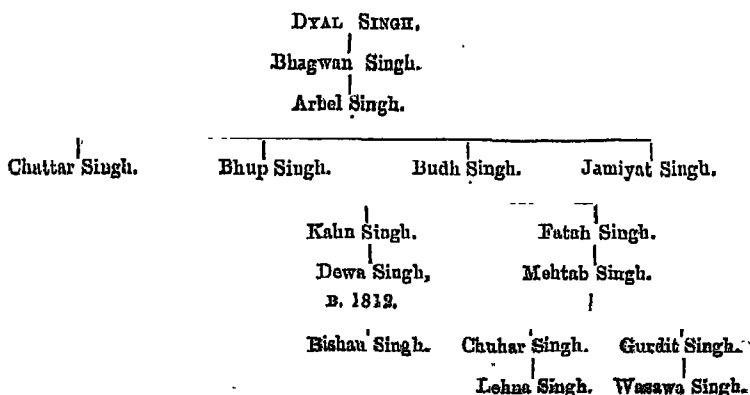 DYAL SINGH.
Bhagwan Singh.
Arbel Singh.
Chattar Singh. Bhup Singh. Budh Singh. Jamiyat Singh.
Kahn Singh. Fatah Singh.
Dewa Singh, Mehtab Singh.
B. 1812.
Bishan Singh. Chuhar Singh. Gurdit Singh.
Lehna Singh. Wasawa Singh.